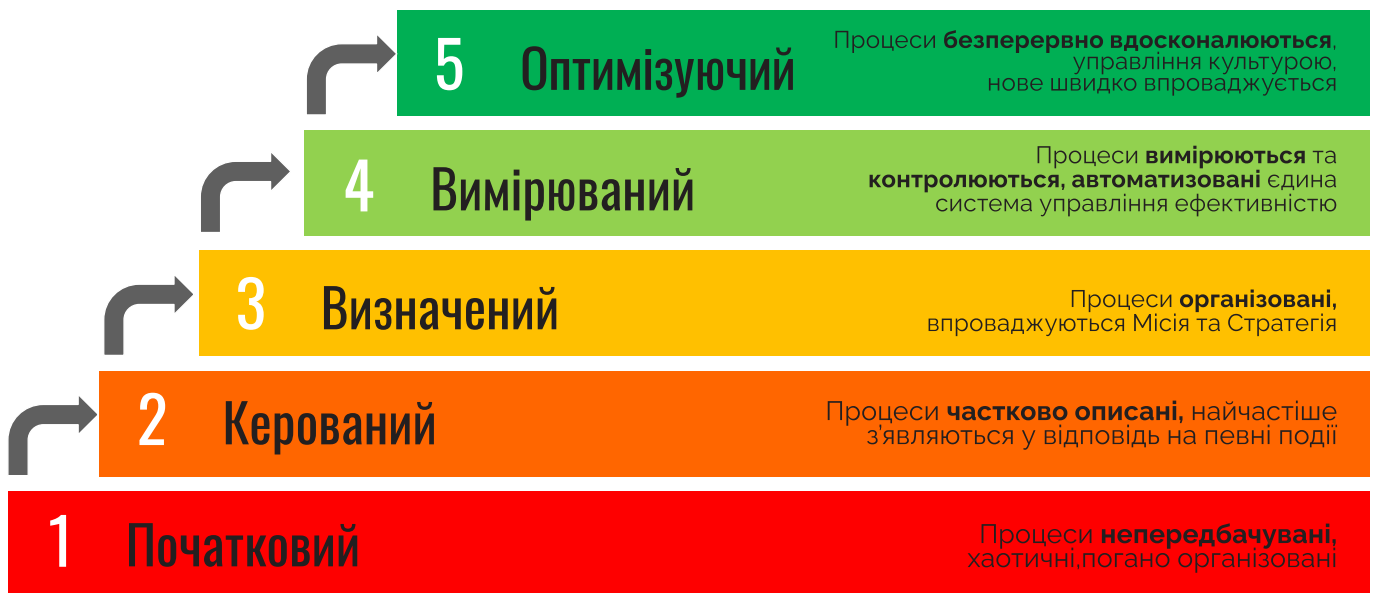 5
Оптимізуючий
Процеси безперервно вдосконалюються,
управління культурою,
нове швидко впроваджується
4
Вимірюваний
Процеси вимірюються та
контролюються, автоматизовані єдина
система управління ефективністю
3
Визначений
Процеси організовані,
впроваджуються Місія та Стратегія
2
Керований
Процеси частково описані, найчастіше
з'являються у відповідь на певні події
1
Початковий
Процеси непередбачувані,
хаотичні,погано організовані